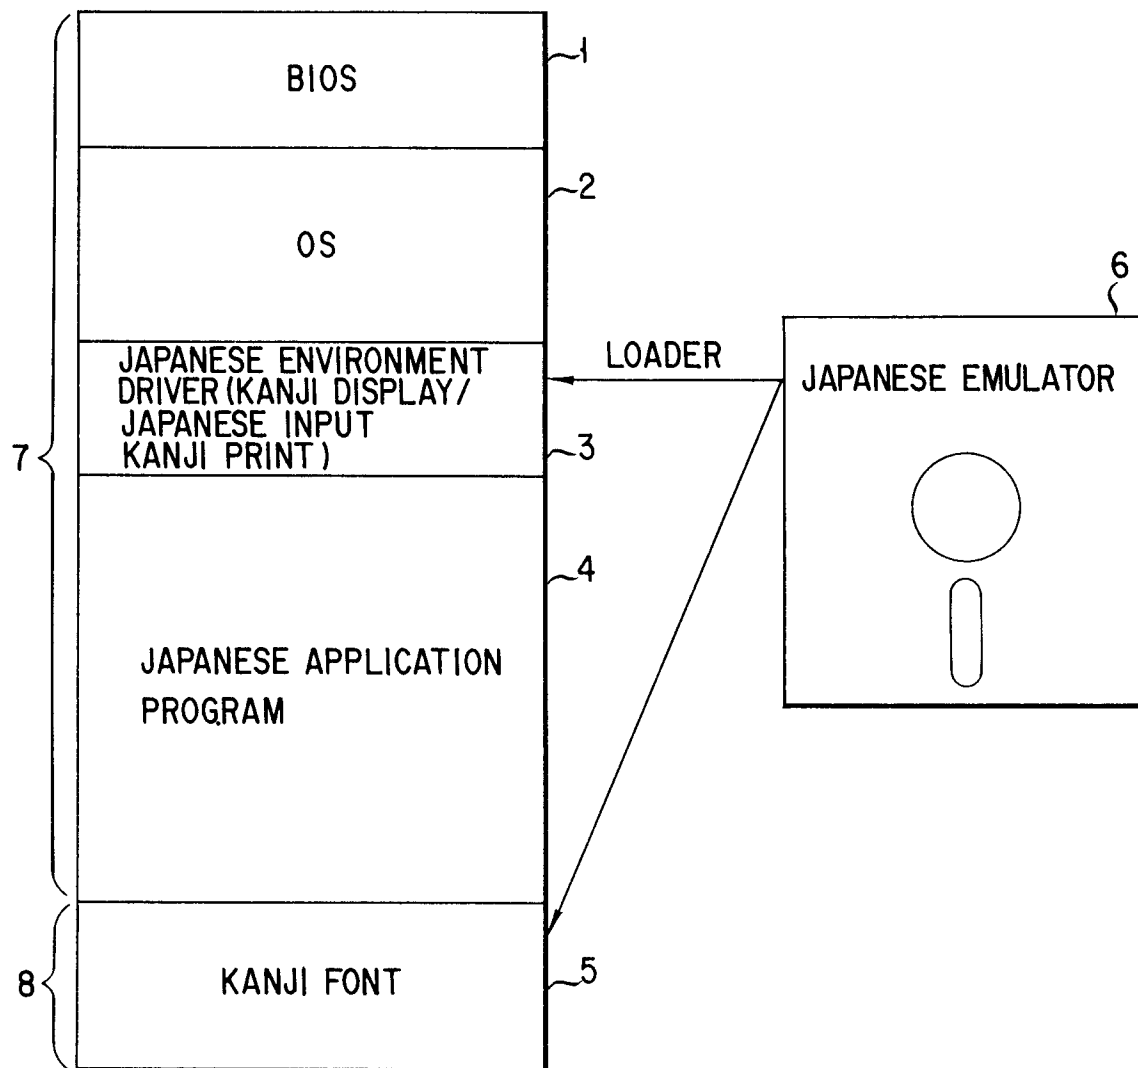 1
BIOS
2
OS
6
JAPANESE ENVIRONMENT
DRIVER (KANJI DISPLAY/
JAPANESE INPUT
KANJI PRINT)
3
LOADER
JAPANESE EMULATOR
7
4
JAPANESE APPLICATION
PROGRAM
8
KANJI FONT
5